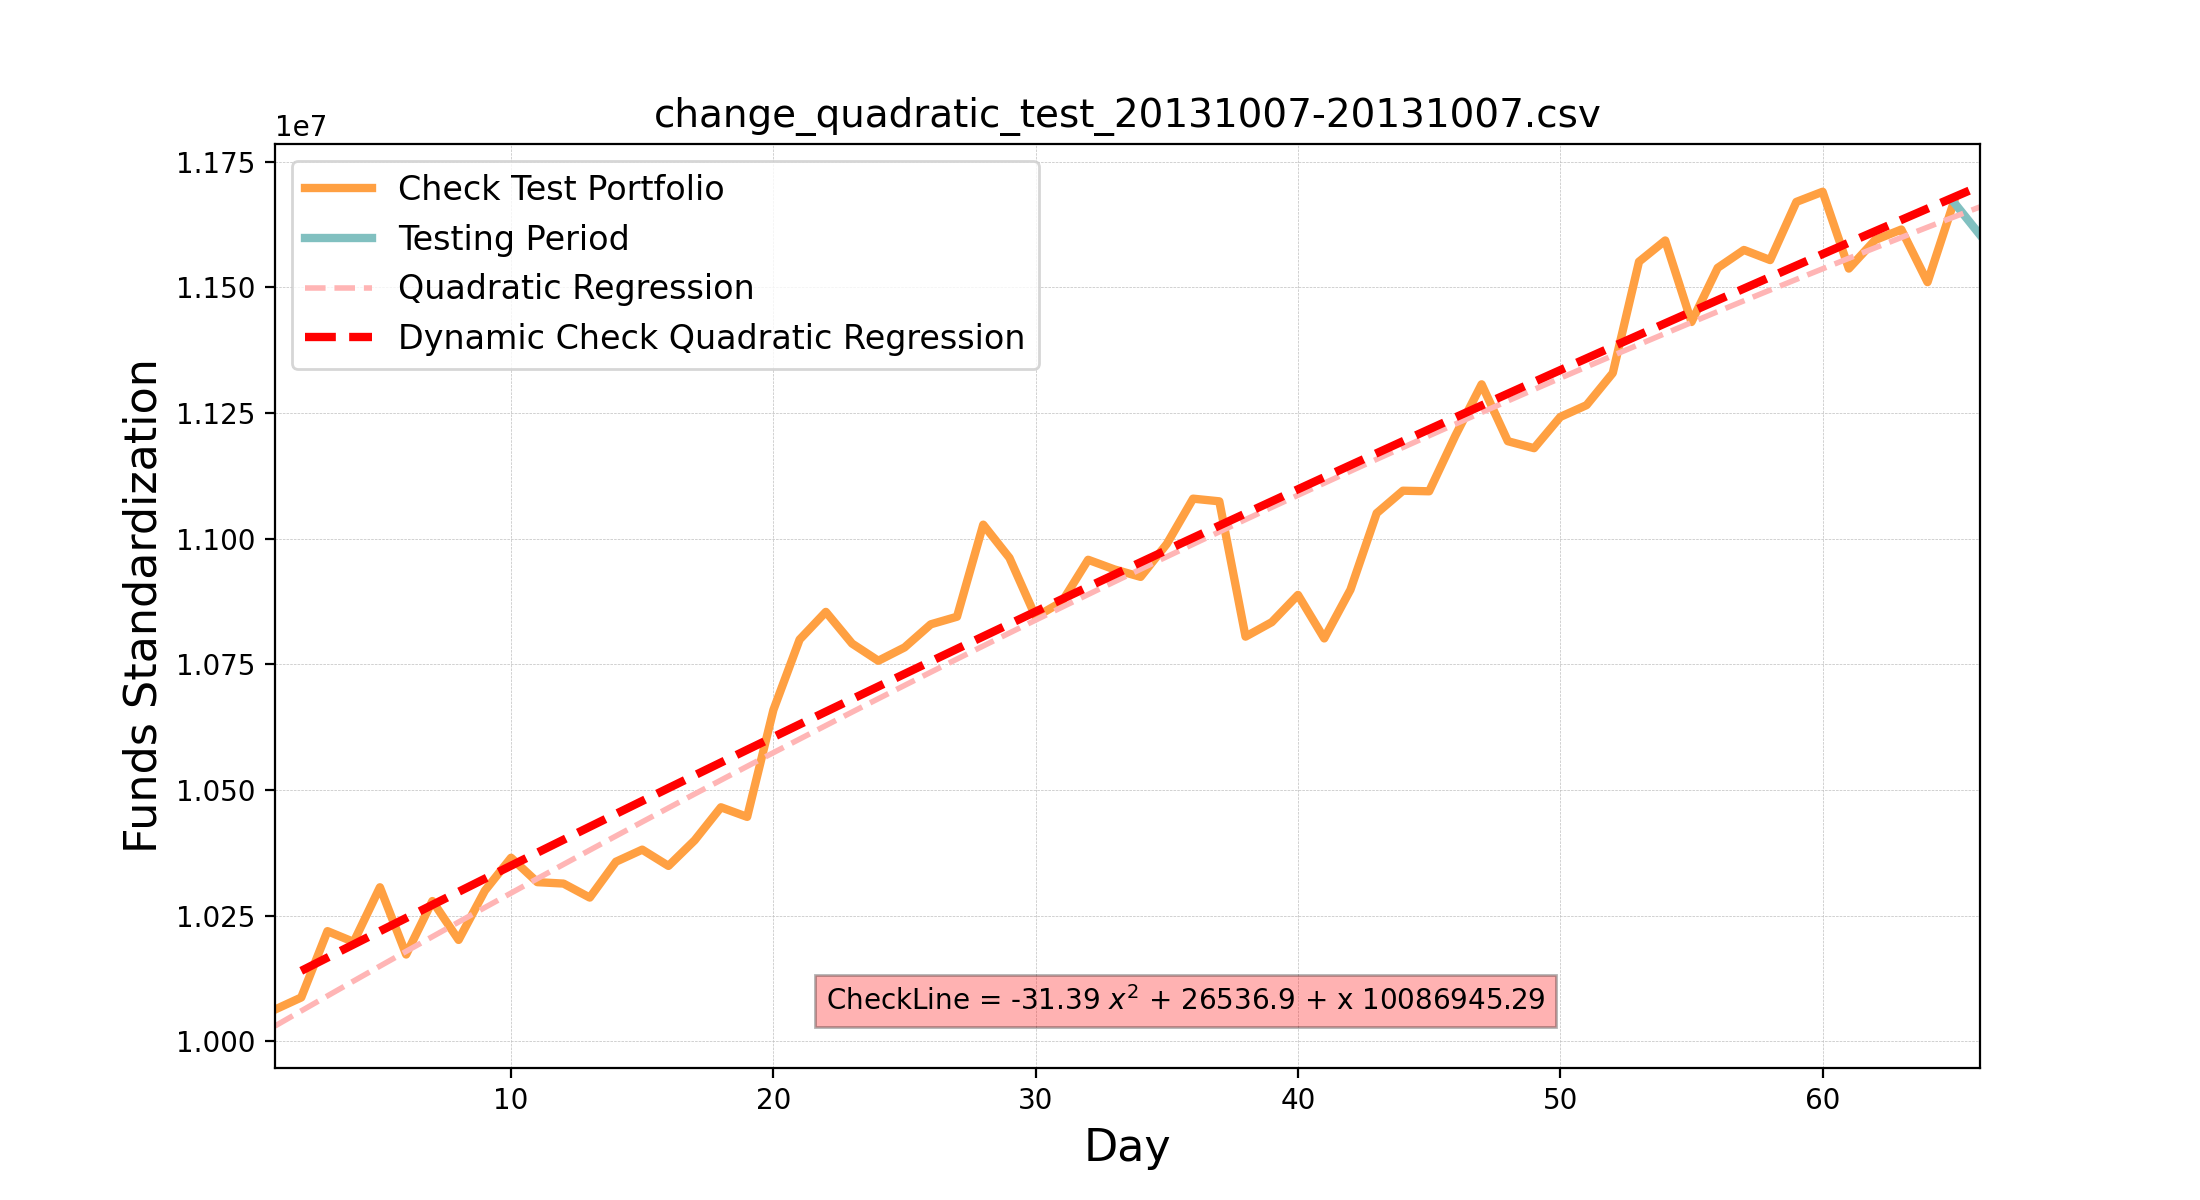 change_quadratic_test_20131007-20131007.csv
1e7
1.175
1.150
1.125
1.100
1.075
1.050
1.025
1.000
Funds Standardization
Check Test Portfolio
Testing Period
Quadratic Regression
Dynamic Check Quadratic Regression
CheckLine = -31.39 x² + 26536.9 + x 10086945.29
10 20 30 40 50 60
Day